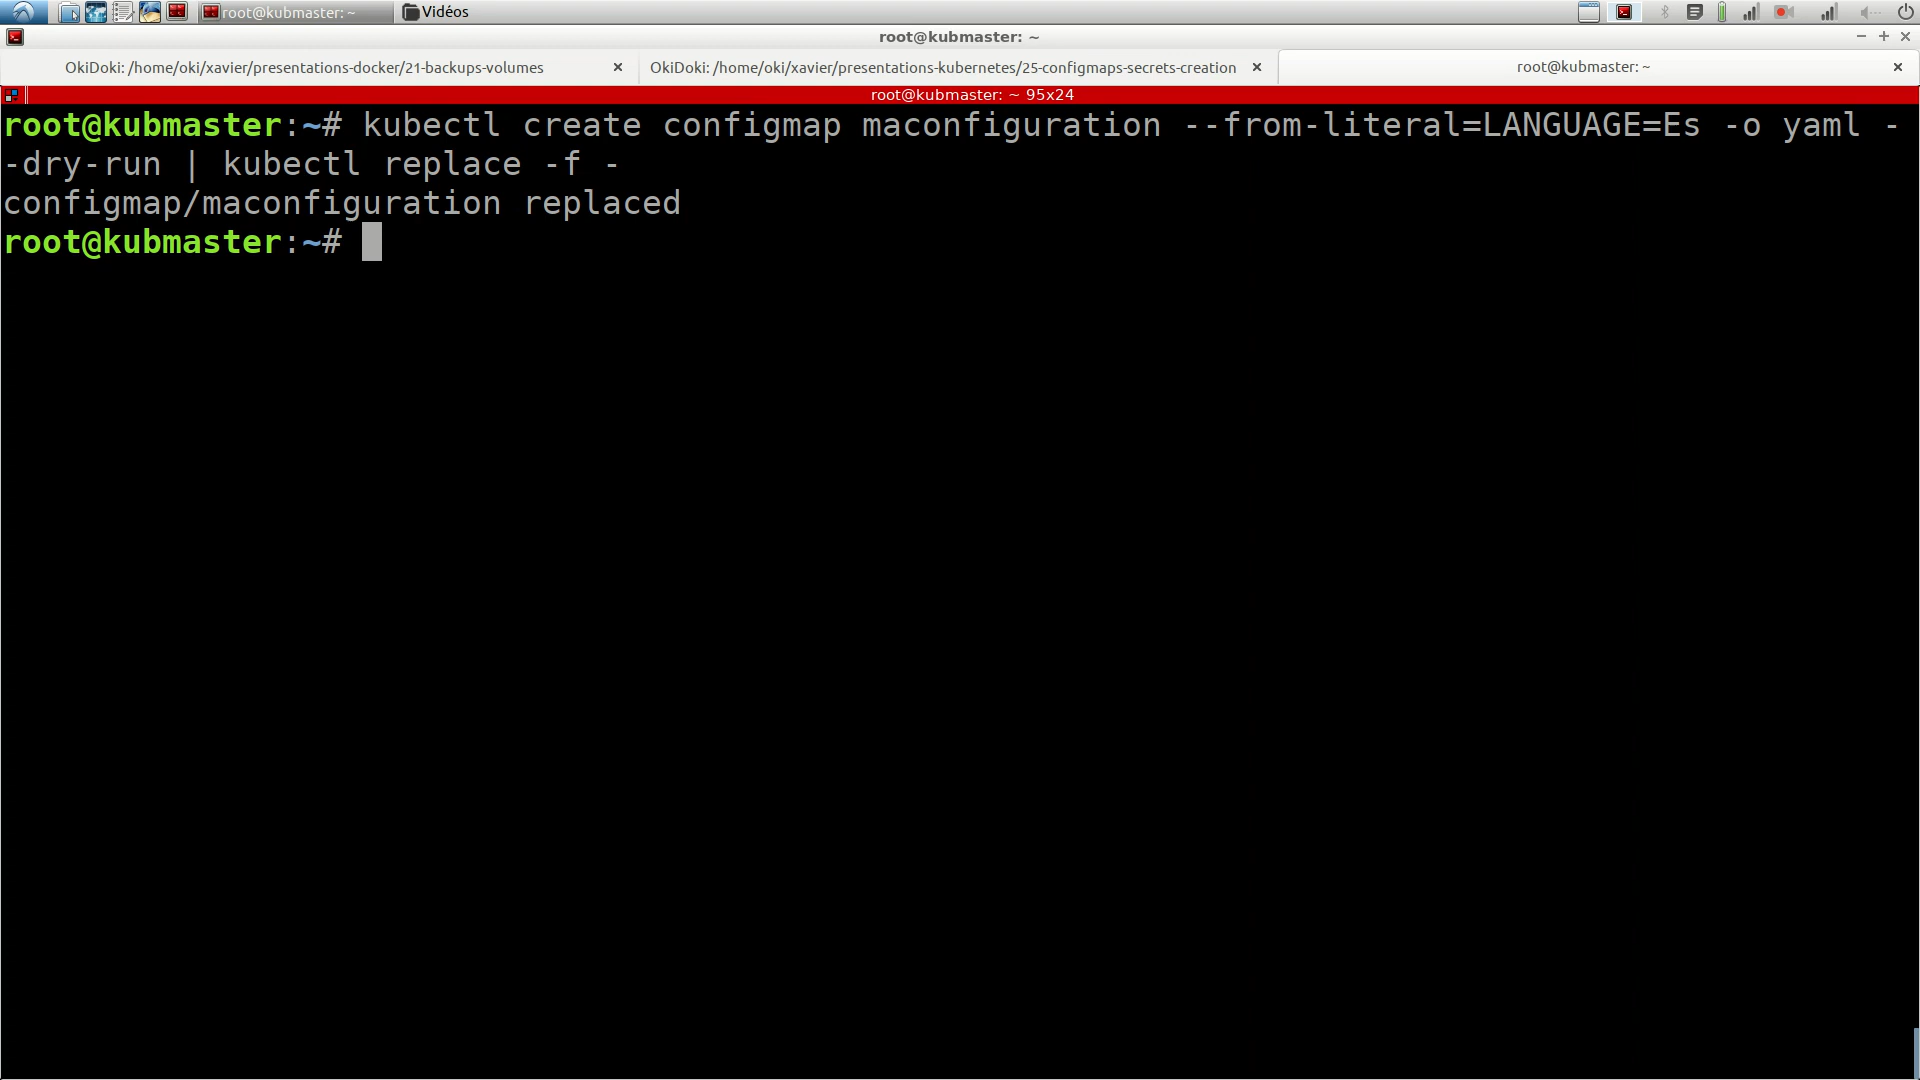 root@kubmaster: ~
Vidéos
root@kubmaster: ~
OkiDoki: /home/oki/xavier/presentations-docker/21-backups-volumes
OkiDoki: /home/oki/xavier/presentations-kubernetes/25-configmaps-secrets-creation
root@kubmaster: ~
root@kubmaster: ~ 95x24
root@kubmaster:~# kubectl create configmap maconfiguration --from-literal=LANGUAGE=Es -o yaml -
-dry-run | kubectl replace -f -
configmap/maconfiguration replaced
root@kubmaster:~#